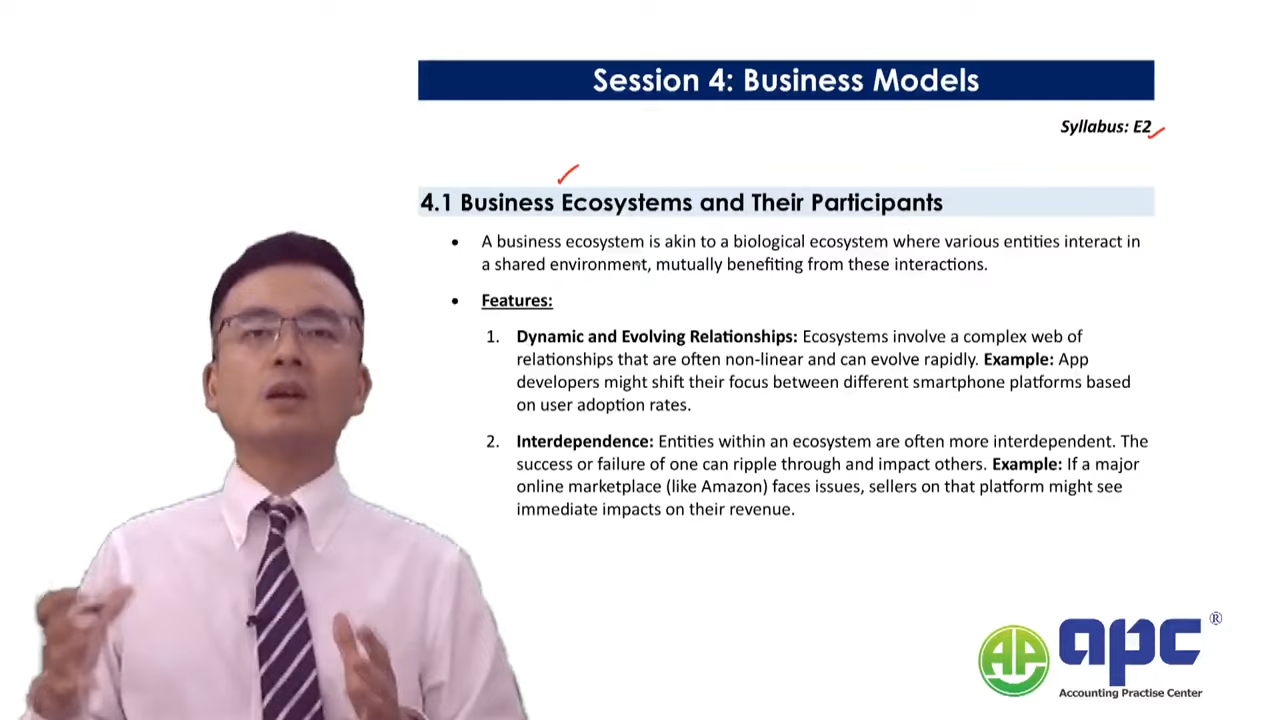 Session 4: Business Models
Syllabus: E2
4.1 Business Ecosystems and Their Participants
• A business ecosystem is akin to a biological ecosystem where various entities interact in
a shared environment, mutually benefiting from these interactions.
• Features:
1. Dynamic and Evolving Relationships: Ecosystems involve a complex web of
relationships that are often non-linear and can evolve rapidly. Example: App
developers might shift their focus between different smartphone platforms based
on user adoption rates.
2. Interdependence: Entities within an ecosystem are often more interdependent. The
success or failure of one can ripple through and impact others. Example: If a major
online marketplace (like Amazon) faces issues, sellers on that platform might see
immediate impacts on their revenue.
apc®
Accounting Practise Center